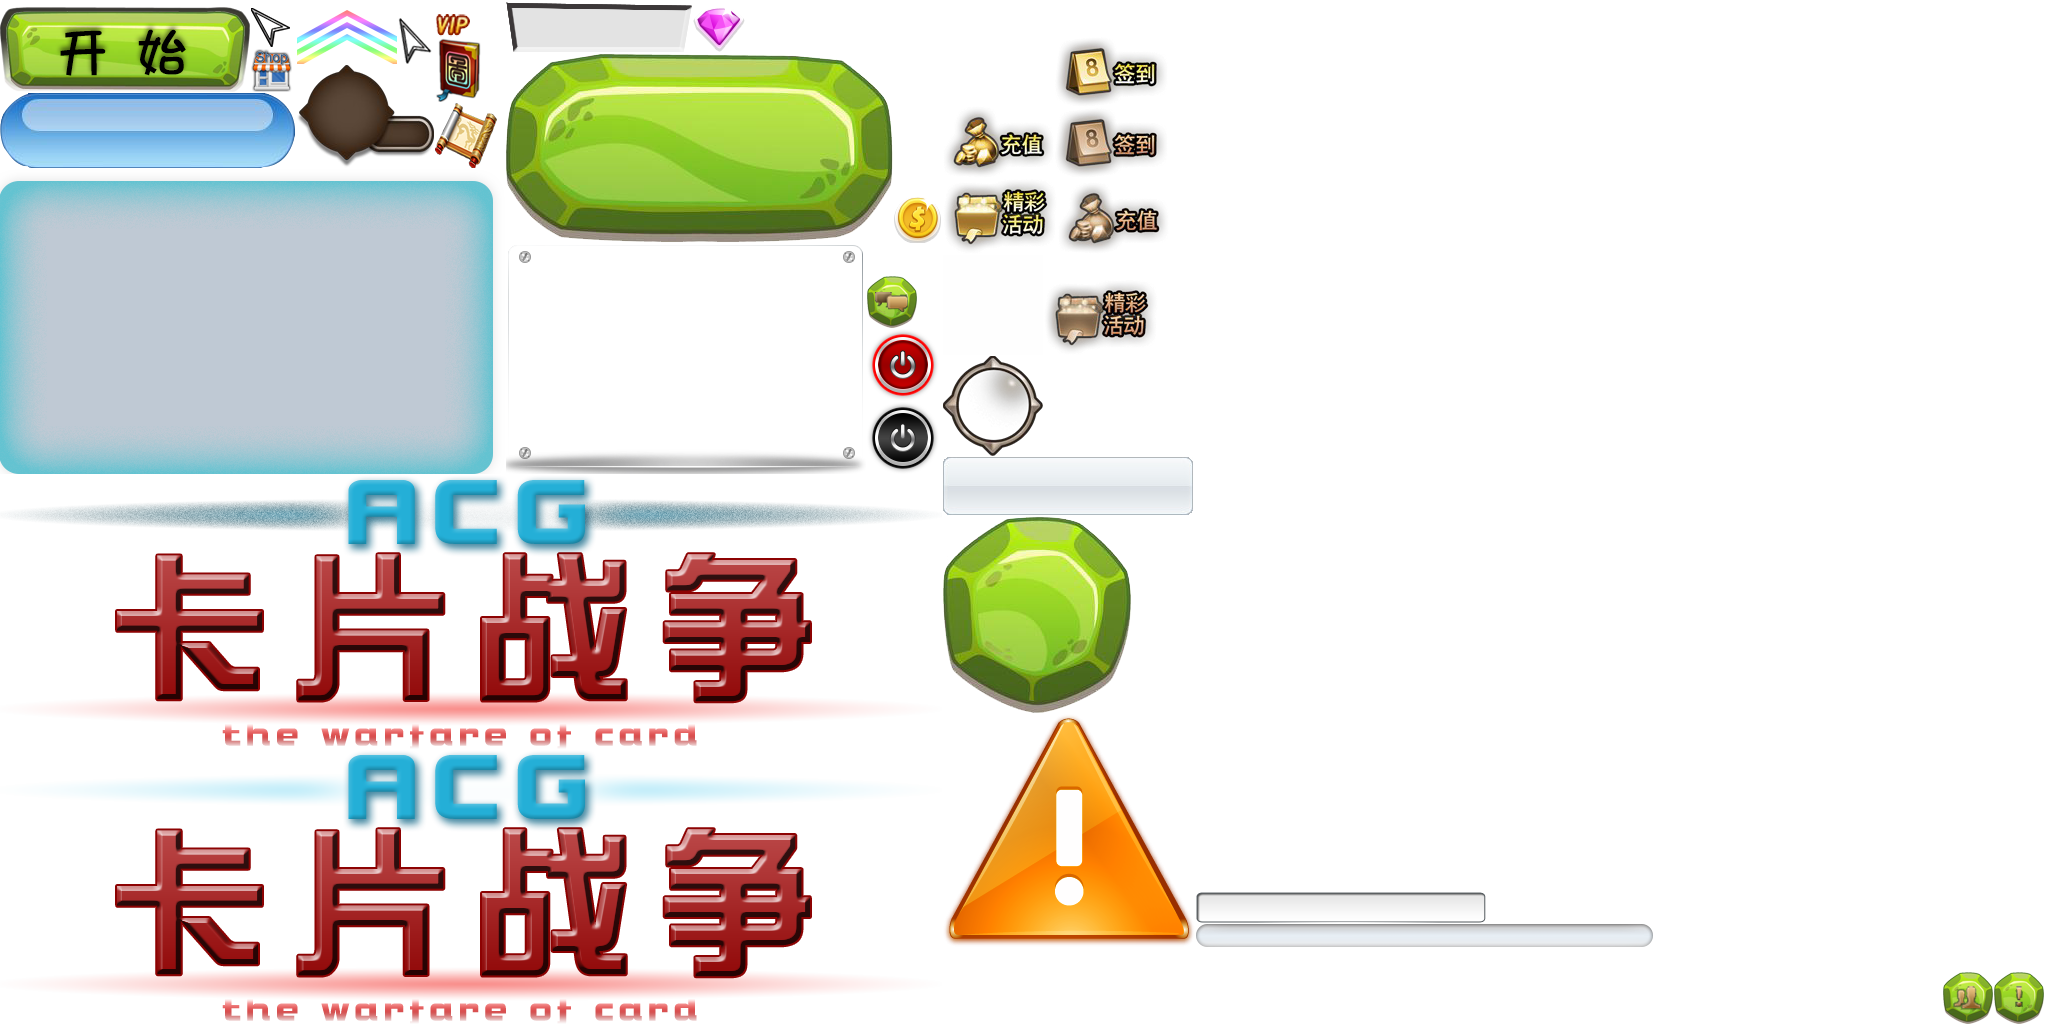 开 始
Shop
VIP
8 签到
充值
8 签到
精彩
活动
充值
精彩
活动
ACG
卡片战争
the warfare of card
ACG
卡片战争
the warfare of card